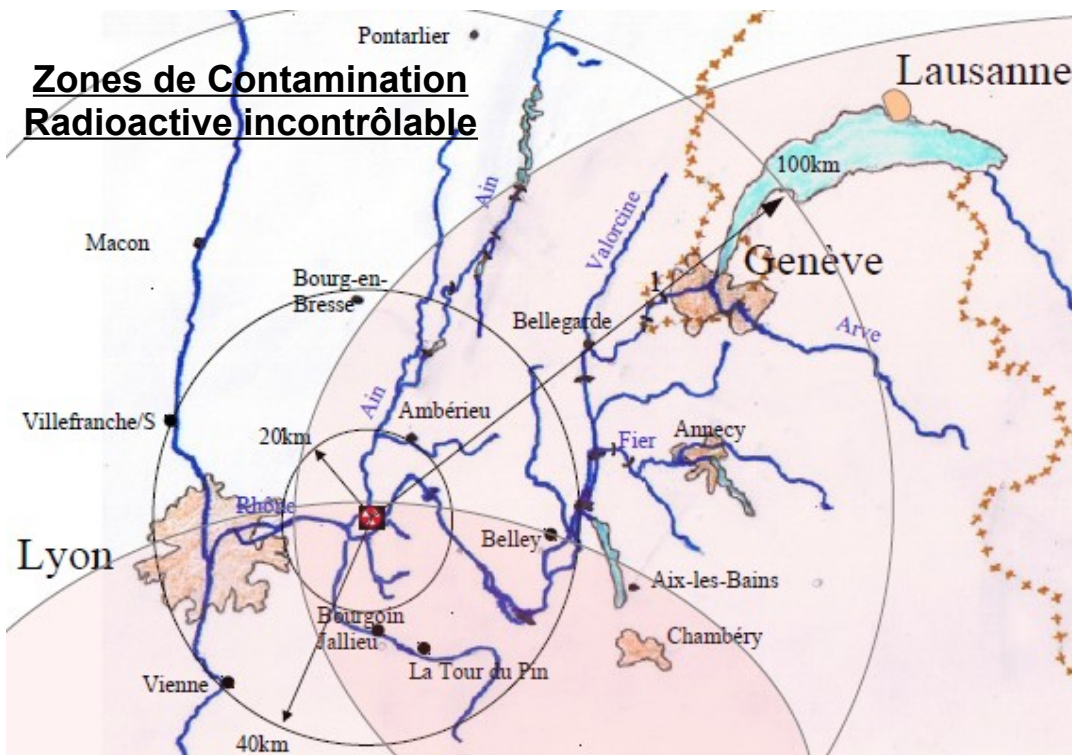 Zones de Contamination
Radioactive incontrôlable
Pontarlier
Lausanne
100km
Ain
Valorcine
Macon
Genève
Bourg-en-
Bresse
Bellegarde
Arve
Ain
Villefranche/S
Ambérieu
20km
Fier
Annecy
Rhône
Lyon
Belley
Aix-les-Bains
Bourgoin
Jallieu
Chambéry
La Tour du Pin
Vienne
40km